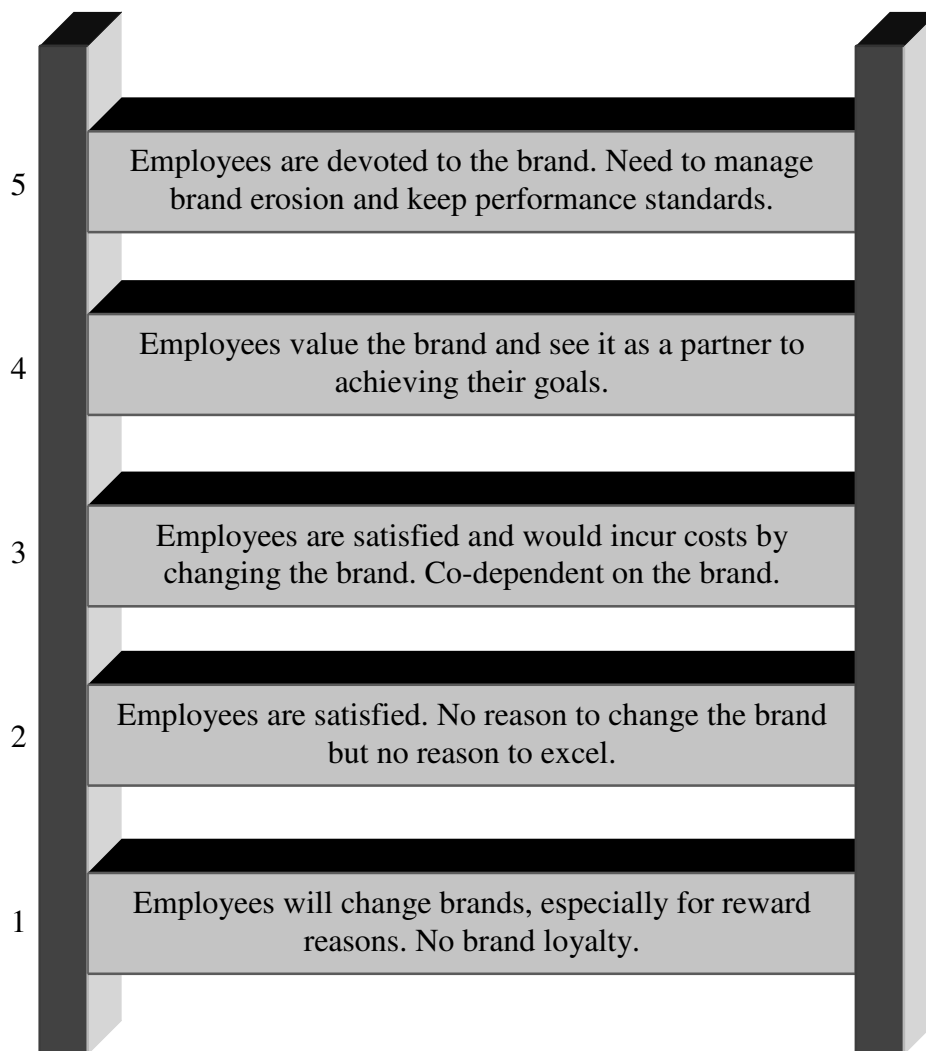 5
Employees are devoted to the brand. Need to manage
brand erosion and keep performance standards.
4
Employees value the brand and see it as a partner to
achieving their goals.
3
Employees are satisfied and would incur costs by
changing the brand. Co-dependent on the brand.
2
Employees are satisfied. No reason to change the brand
but no reason to excel.
1
Employees will change brands, especially for reward
reasons. No brand loyalty.